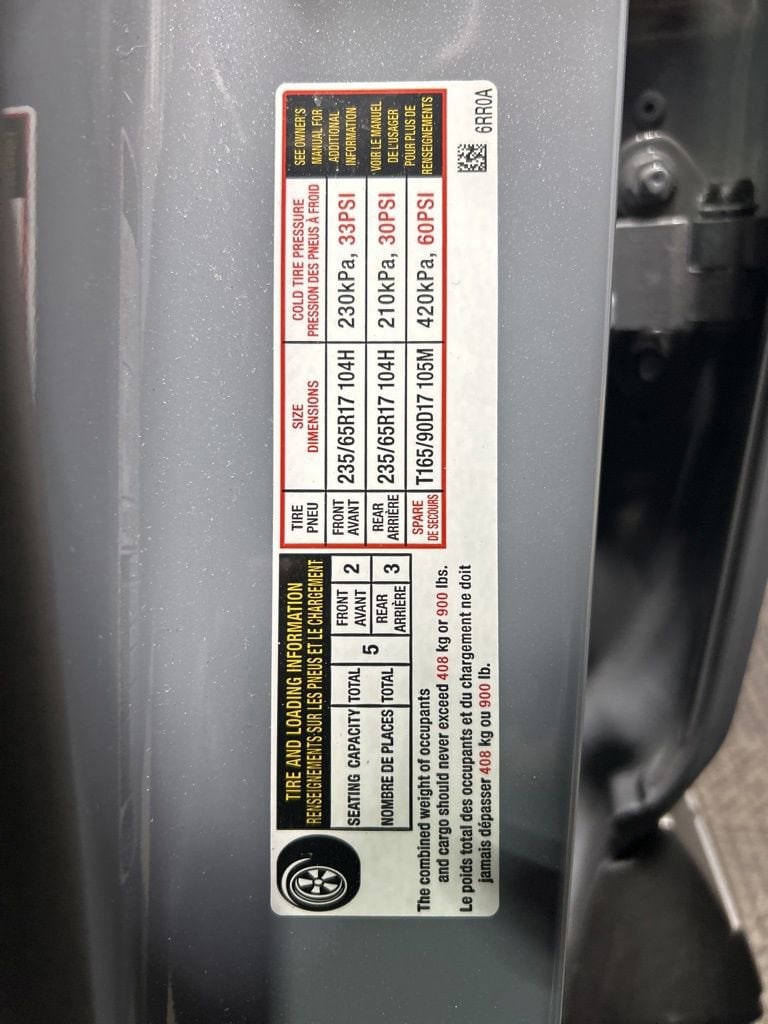 TIRE AND LOADING INFORMATION
RENSEIGNEMENTS SUR LES PNEUS ET LE CHARGEMENT
SEATING CAPACITY TOTAL 5 FRONT AVANT 2
NOMBRE DE PLACES TOTAL REAR ARRIÈRE 3
The combined weight of occupants
and cargo should never exceed 408 kg or 900 lbs.
Le poids total des occupants et du chargement ne doit
jamais dépasser 408 kg ou 900 lb.
TIRE
PNEU
SIZE
DIMENSIONS
COLD TIRE PRESSURE
PRESSION DES PNEUS À FROID
FRONT
AVANT
235/65R17 104H
230kPa, 33PSI
REAR
ARRIÈRE
235/65R17 104H
210kPa, 30PSI
SPARE
DE SECOURS
T165/90D17 105M
420kPa, 60PSI
SEE OWNER'S
MANUAL FOR
ADDITIONAL
INFORMATION
VOIR LE MANUEL
DE L'USAGER
POUR PLUS DE
RENSEIGNEMENTS
6RR0A